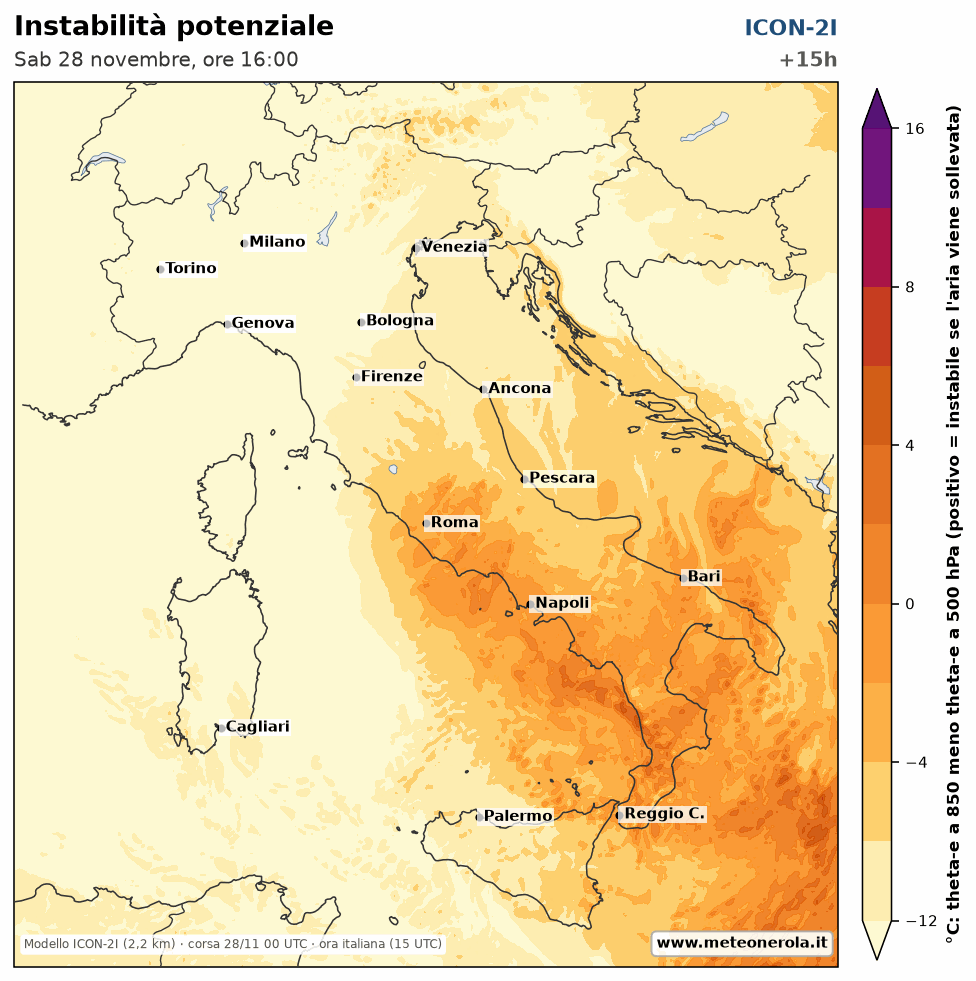 Instabilità potenziale
ICON-2I
Sab 28 novembre, ore 16:00
+15h
Milano
Venezia
Torino
Genova
Bologna
Firenze
Ancona
Pescara
Roma
Bari
Napoli
Cagliari
Palermo
Reggio C.
16
8
4
0
−4
−12
°C: theta-e a 850 meno theta-e a 500 hPa (positivo = instabile se l'aria viene sollevata)
Modello ICON-2I (2,2 km) · corsa 28/11 00 UTC · ora italiana (15 UTC)
www.meteonerola.it